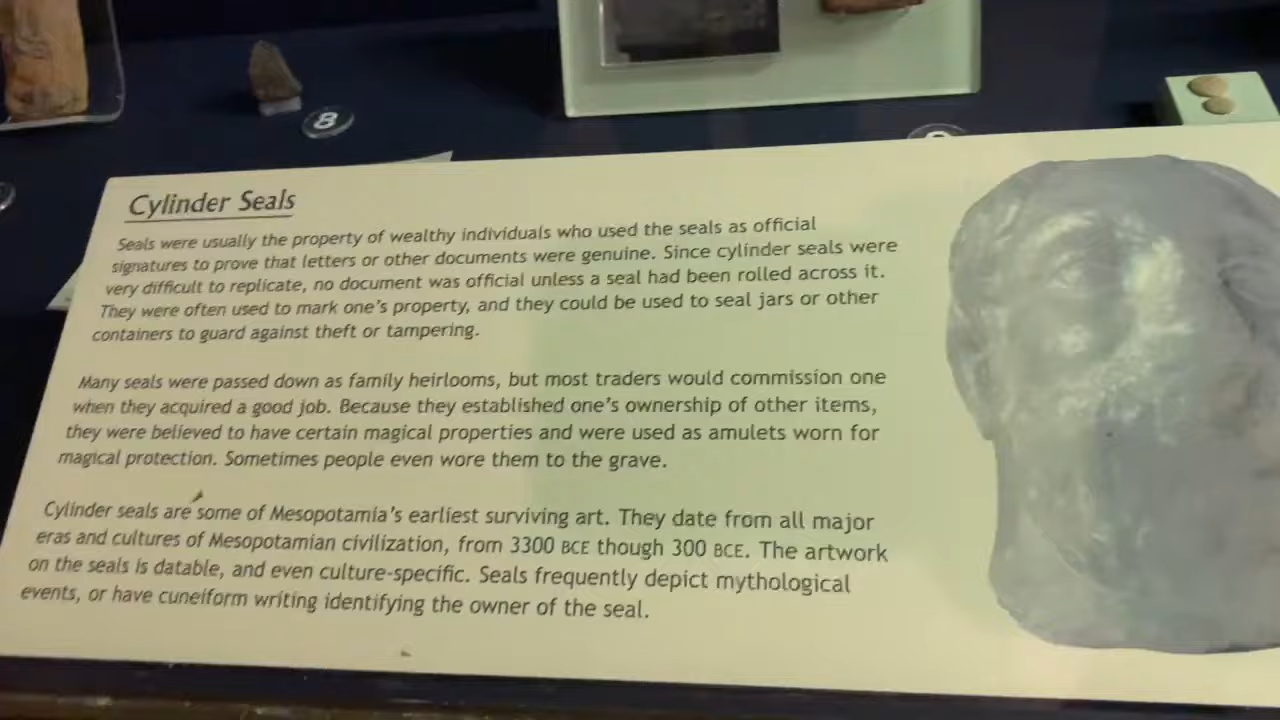 8
Cylinder Seals
Seals were usually the property of wealthy individuals who used the seals as official
signatures to prove that letters or other documents were genuine. Since cylinder seals were
very difficult to replicate, no document was official unless a seal had been rolled across it.
They were often used to mark one's property, and they could be used to seal jars or other
containers to guard against theft or tampering.
Many seals were passed down as family heirlooms, but most traders would commission one
when they acquired a good job. Because they established one's ownership of other items,
they were believed to have certain magical properties and were used as amulets worn for
magical protection. Sometimes people even wore them to the grave.
Cylinder seals are some of Mesopotamia's earliest surviving art. They date from all major
eras and cultures of Mesopotamian civilization, from 3300 BCE though 300 BCE. The artwork
on the seals is datable, and even culture-specific. Seals frequently depict mythological
events, or have cuneiform writing identifying the owner of the seal.